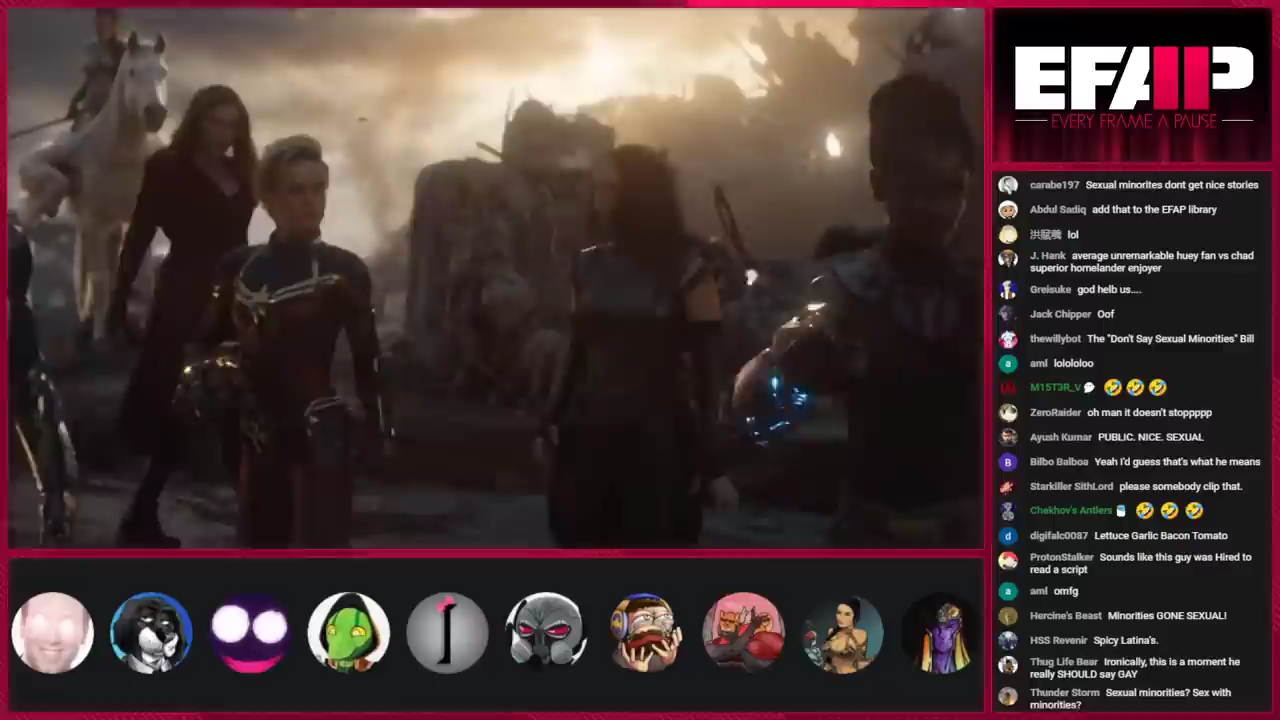 EFAP
EVERY FRAME A PAUSE
carabe197 Sexual minorites dont get nice stories
Abdul Sadiq add that to the EFAP library
lol
J. Hank average unremarkable huey fan vs chad
superior homelander enjoyer
Greisuke god helb us....
Jack Chipper Oof
thewillybot The "Don't Say Sexual Minorities" Bill
a aml lolololoo
M15T3R_V 🤣 🤣 🤣
ZeroRaider oh man it doesn't stoppppp
Ayush Kumar PUBLIC. NICE. SEXUAL
B Bilbo Balboa Yeah I'd guess that's what he means
Starkiller SithLord please somebody clip that.
Chekhov's Antlers 🤣 🤣 🤣
d digifalc0087 Lettuce Garlic Bacon Tomato
ProtonStalker Sounds like this guy was Hired to
read a script
a aml omfg
Hercine's Beast Minorities GONE SEXUAL!
HSS Revenir Spicy Latina's.
Thug Life Bear Ironically, this is a moment he
really SHOULD say GAY
Thunder Storm Sexual minorities? Sex with
minorities?